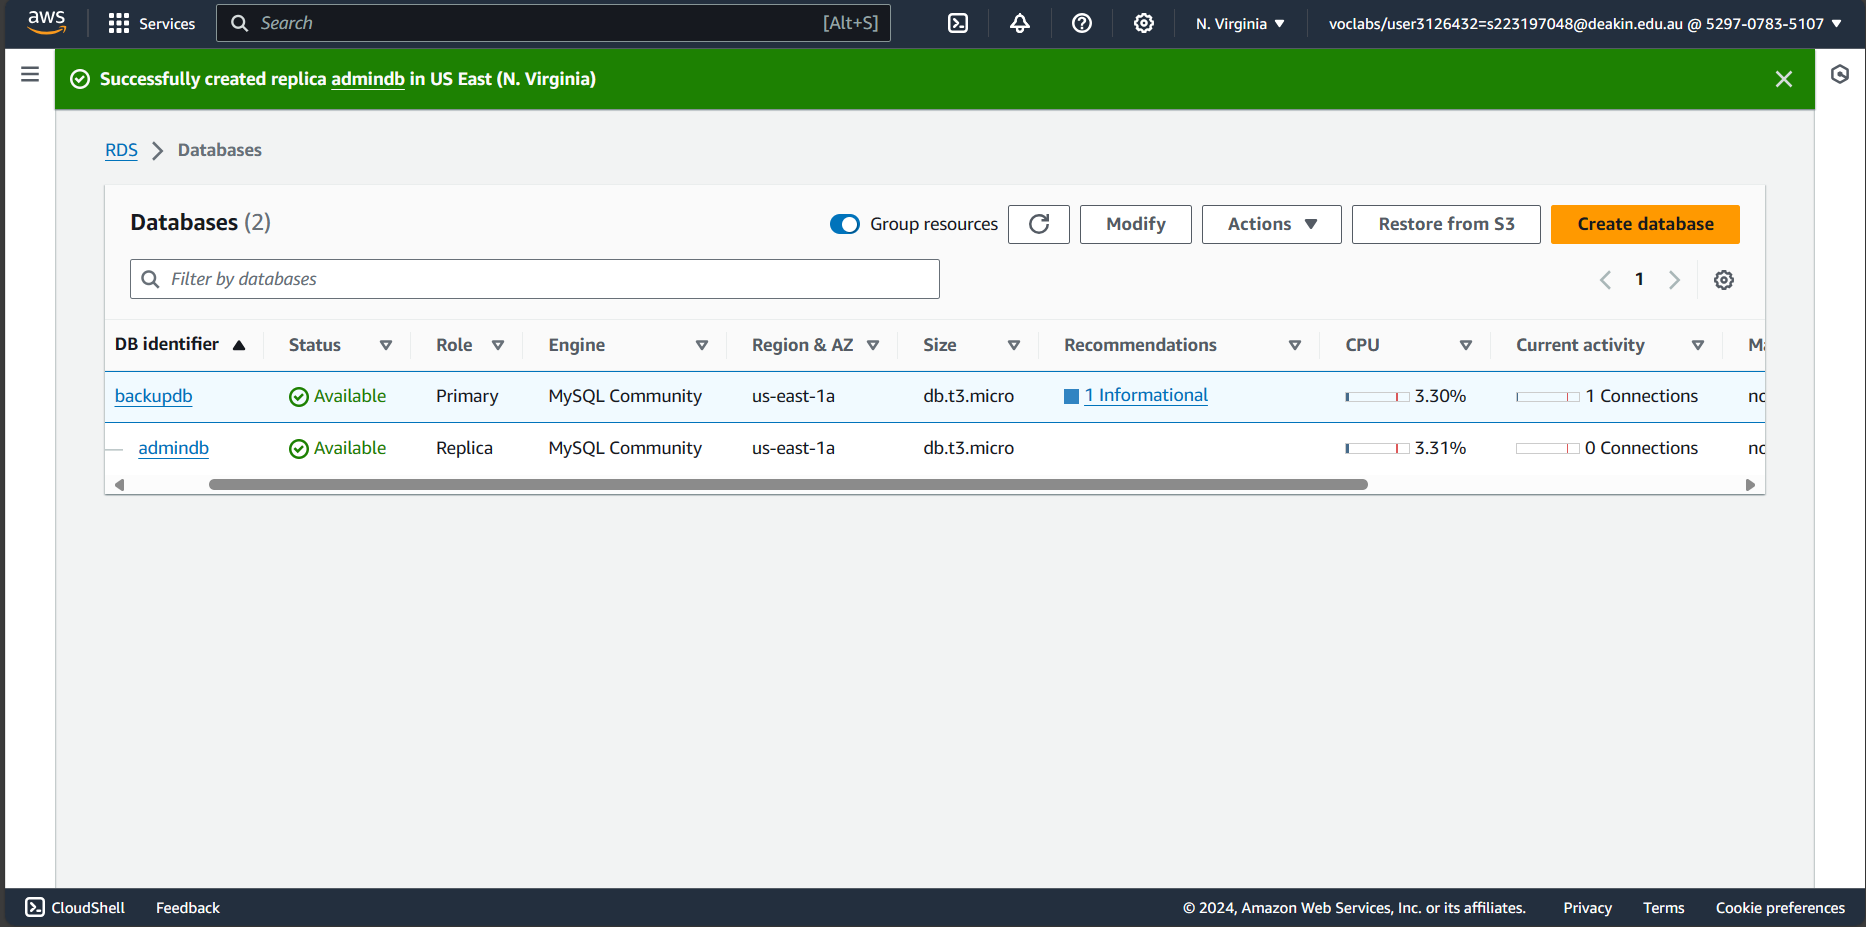 aws Services Search [Alt+S] N. Virginia voclabs/user3126432=s223197048@deakin.edu.au @ 5297-0783-5107
Successfully created replica admindb in US East (N. Virginia)
RDS Databases
Databases (2) Group resources Modify Actions Restore from S3 Create database
Filter by databases 1
DB identifier Status Role Engine Region & AZ Size Recommendations CPU Current activity
backupdb Available Primary MySQL Community us-east-1a db.t3.micro 1 Informational 3.30% 1 Connections
admindb Available Replica MySQL Community us-east-1a db.t3.micro 3.31% 0 Connections
CloudShell Feedback © 2024, Amazon Web Services, Inc. or its affiliates. Privacy Terms Cookie preferences